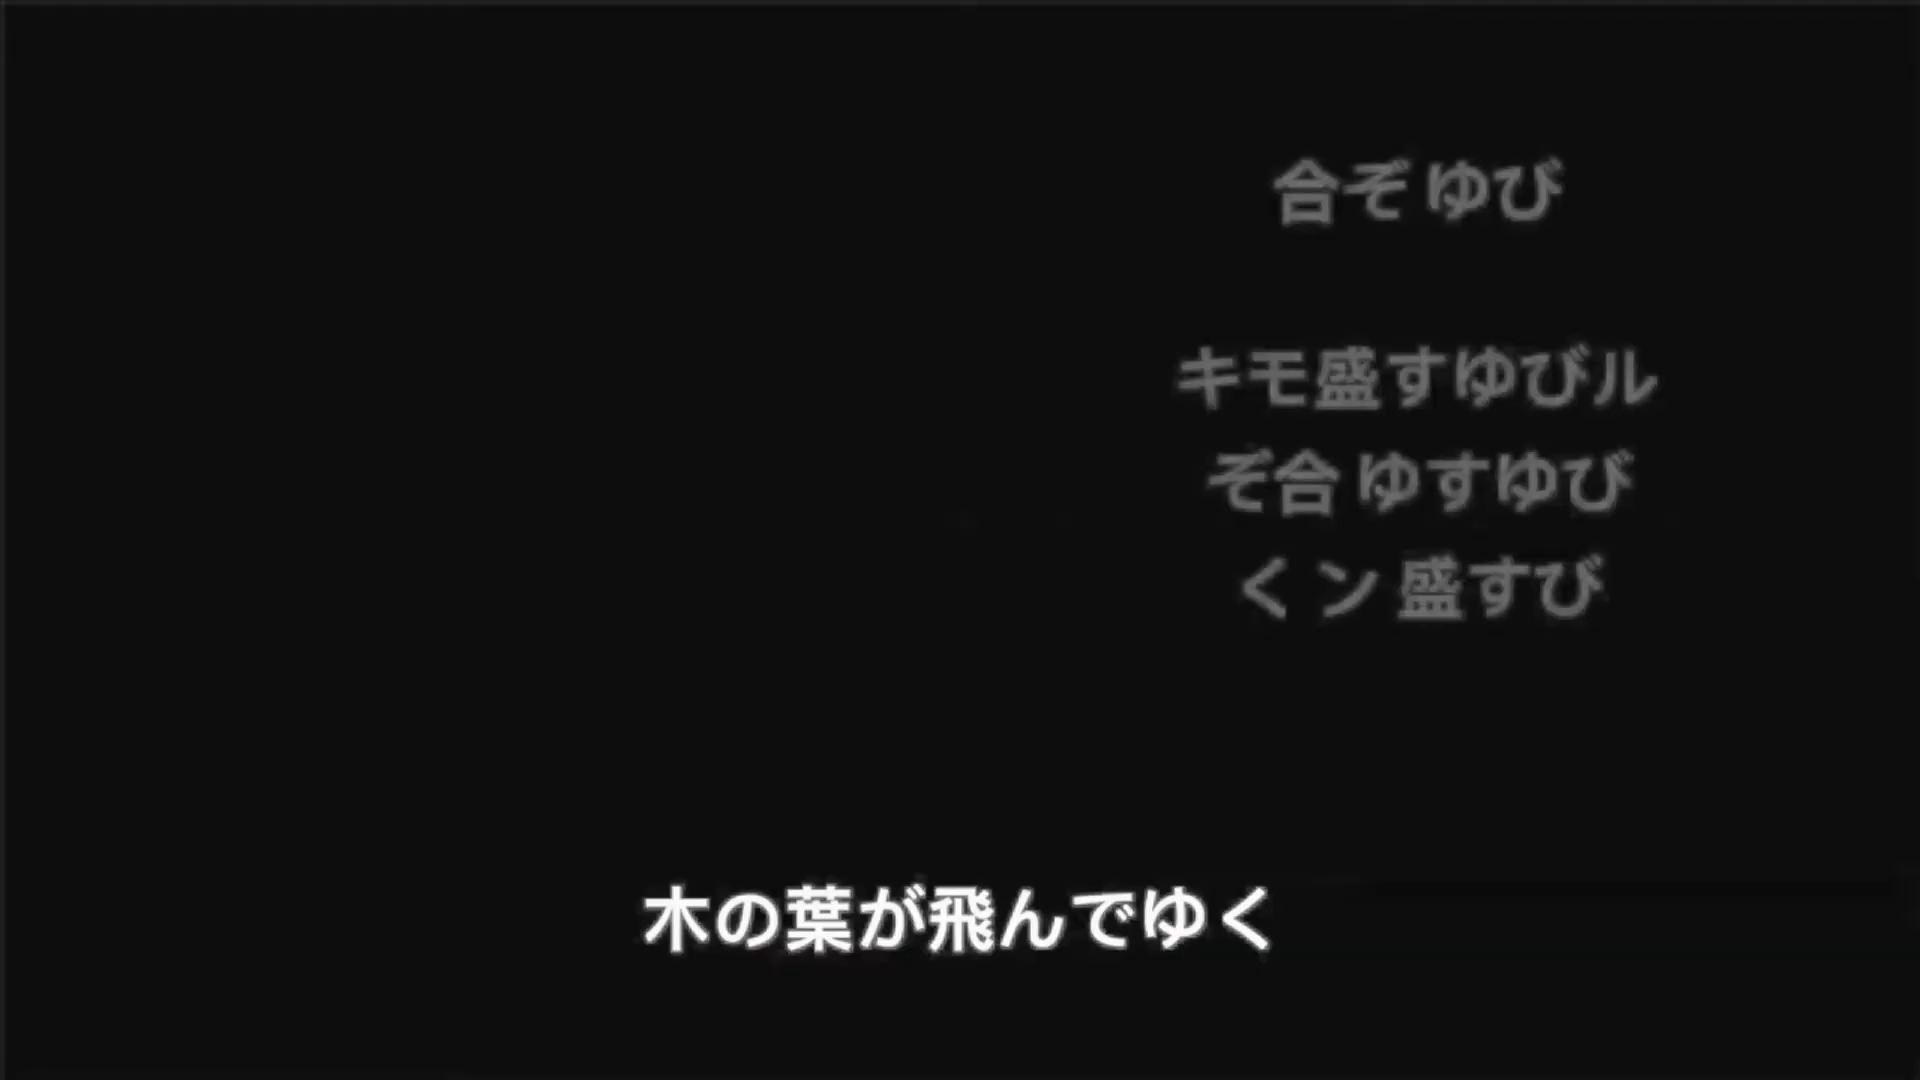 合ぞ ゆび
キモ盛すゆびル
ぞ合 ゆすゆび
く ン 盛すび
木の葉が飛んでゆく